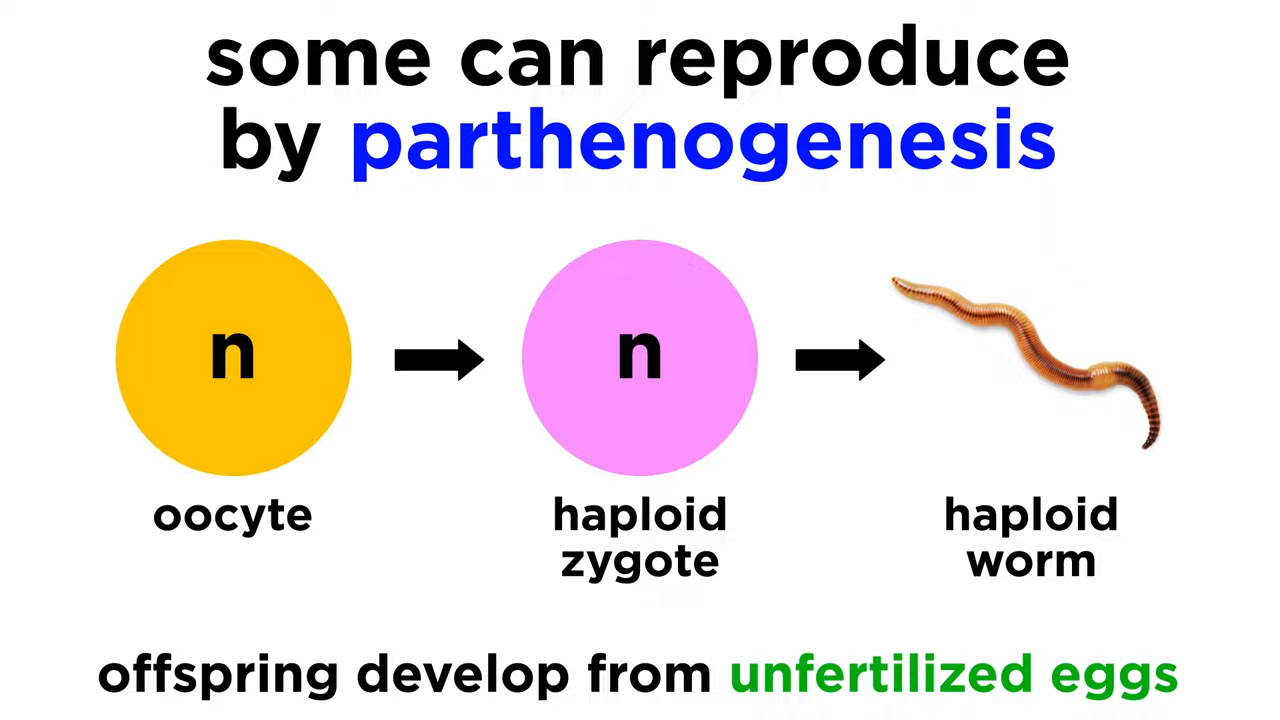 some can reproduce
by parthenogenesis
n
n
oocyte
haploid
zygote
haploid
worm
offspring develop from unfertilized eggs